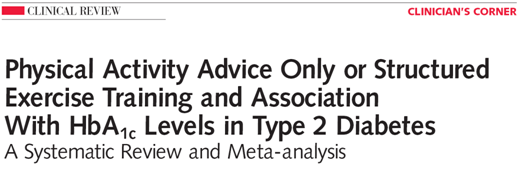 CLINICAL REVIEW
CLINICIAN'S CORNER
Physical Activity Advice Only or Structured
Exercise Training and Association
With HbA1c Levels in Type 2 Diabetes
A Systematic Review and Meta-analysis